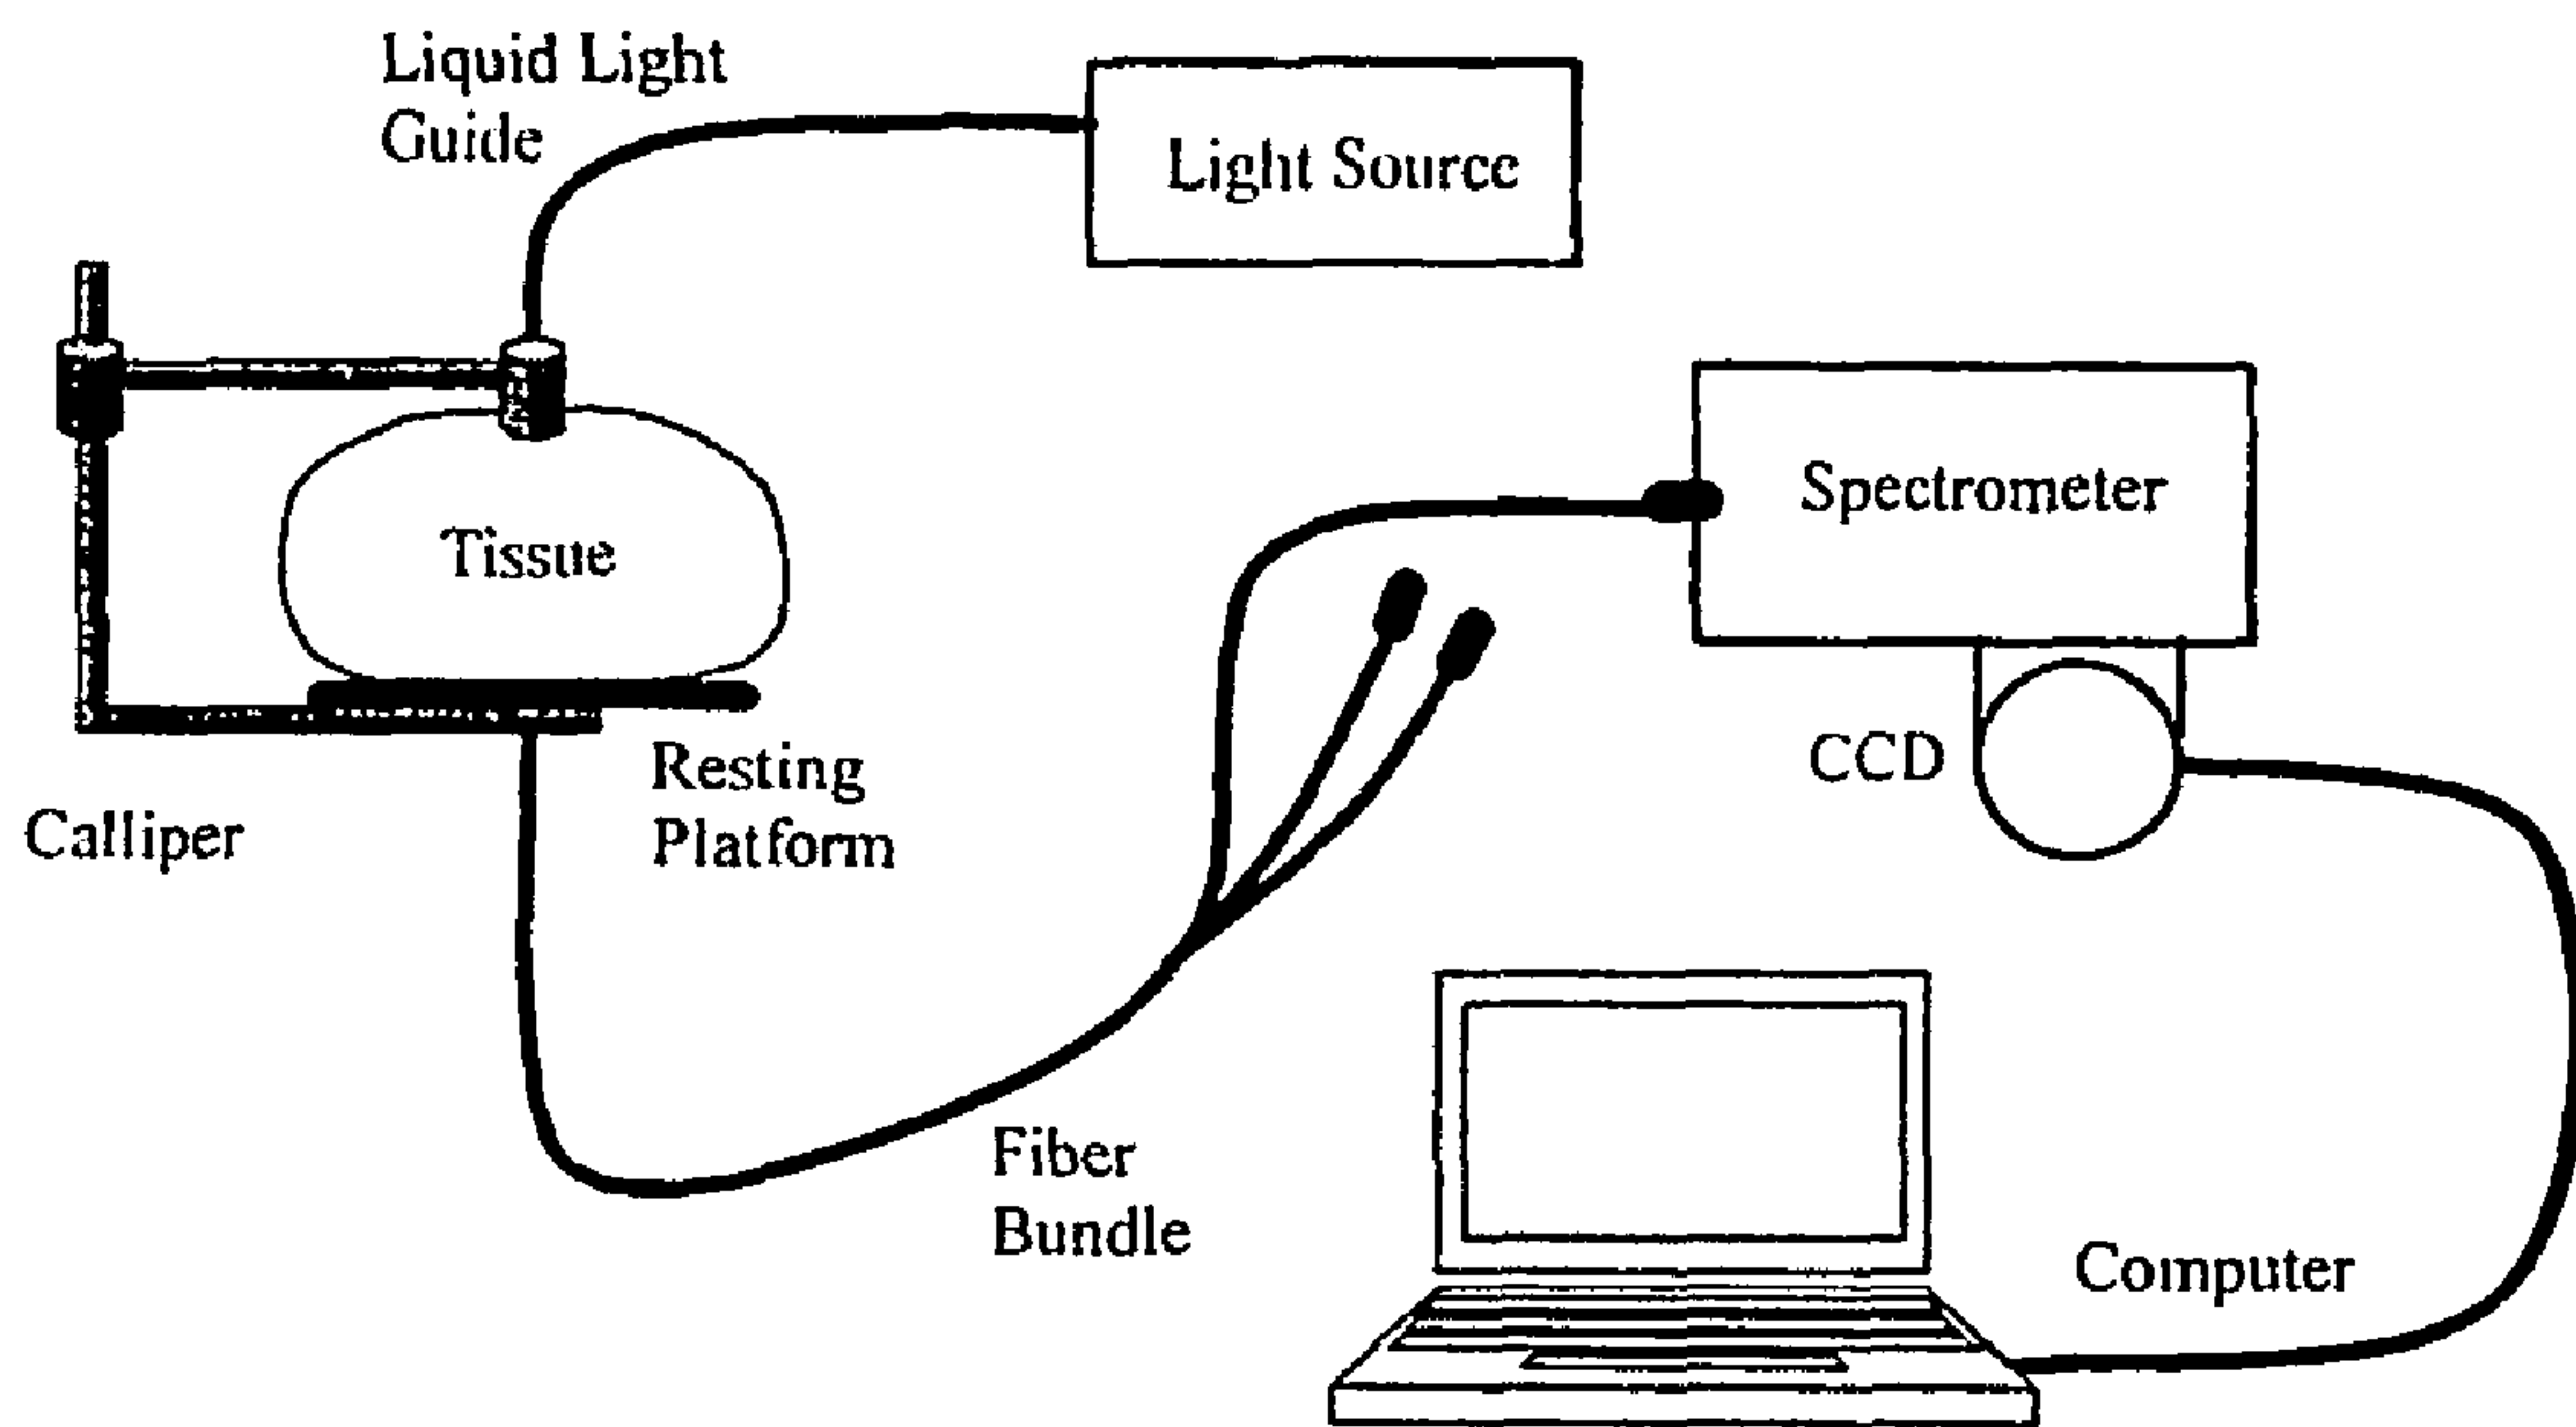 Liquid Light
Guide
Light Source
Spectrometer
Tissue
CCD
Resting
Platform
Calliper
Fiber
Bundle
Computer